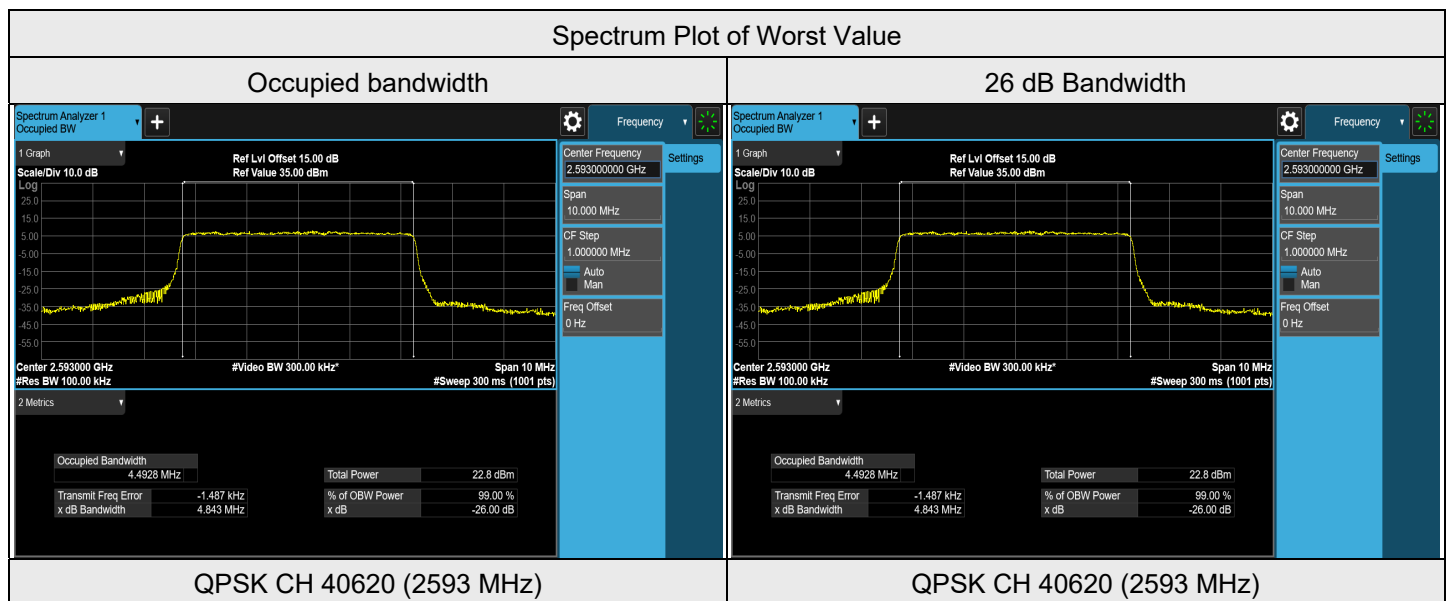 Spectrum Plot of Worst Value
Occupied bandwidth
26 dB Bandwidth
Spectrum Analyzer 1
Occupied BW
+
Frequency
1 Graph
Ref Lvl Offset 15.00 dB
Scale/Div 10.0 dB
Ref Value 35.00 dBm
Log
25.0
15.0
5.00
-5.00
-15.0
-25.0
-35.0
-45.0
-55.0
Center 2.593000 GHz
#Video BW 300.00 kHz*
Span 10 MHz
#Res BW 100.00 kHz
#Sweep 300 ms (1001 pts)
Center Frequency
2.593000000 GHz
Settings
Span
10.000 MHz
CF Step
1.000000 MHz
Auto
Man
Freq Offset
0 Hz
2 Metrics
Occupied Bandwidth
4.4928 MHz
Total Power 22.8 dBm
Transmit Freq Error -1.487 kHz
% of OBW Power 99.00 %
x dB Bandwidth 4.843 MHz
x dB -26.00 dB
Spectrum Analyzer 1
Occupied BW
+
Frequency
1 Graph
Ref Lvl Offset 15.00 dB
Scale/Div 10.0 dB
Ref Value 35.00 dBm
Log
25.0
15.0
5.00
-5.00
-15.0
-25.0
-35.0
-45.0
-55.0
Center 2.593000 GHz
#Video BW 300.00 kHz*
Span 10 MHz
#Res BW 100.00 kHz
#Sweep 300 ms (1001 pts)
Center Frequency
2.593000000 GHz
Settings
Span
10.000 MHz
CF Step
1.000000 MHz
Auto
Man
Freq Offset
0 Hz
2 Metrics
Occupied Bandwidth
4.4928 MHz
Total Power 22.8 dBm
Transmit Freq Error -1.487 kHz
% of OBW Power 99.00 %
x dB Bandwidth 4.843 MHz
x dB -26.00 dB
QPSK CH 40620 (2593 MHz)
QPSK CH 40620 (2593 MHz)